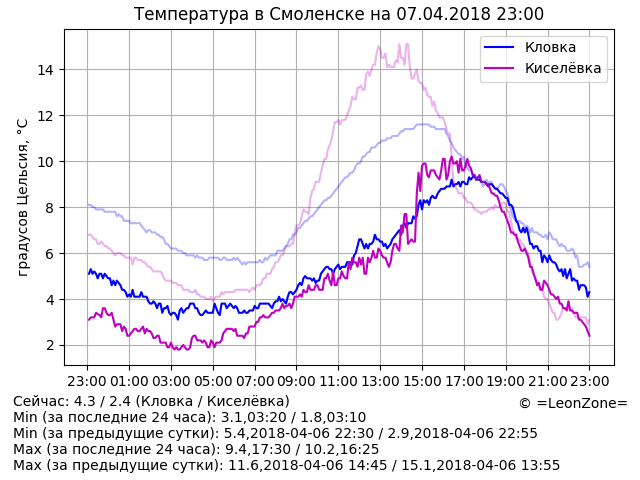 Температура в Смоленске на 07.04.2018 23:00
градусов Цельсия, °C
14
12
10
8
6
4
2
Кловка
Киселёвка
23:00 01:00 03:00 05:00 07:00 09:00 11:00 13:00 15:00 17:00 19:00 21:00 23:00
Сейчас: 4.3 / 2.4 (Кловка / Киселёвка)
© =LeonZone=
Min (за последние 24 часа): 3.1,03:20 / 1.8,03:10
Min (за предыдущие сутки): 5.4,2018-04-06 22:30 / 2.9,2018-04-06 22:55
Max (за последние 24 часа): 9.4,17:30 / 10.2,16:25
Max (за предыдущие сутки): 11.6,2018-04-06 14:45 / 15.1,2018-04-06 13:55